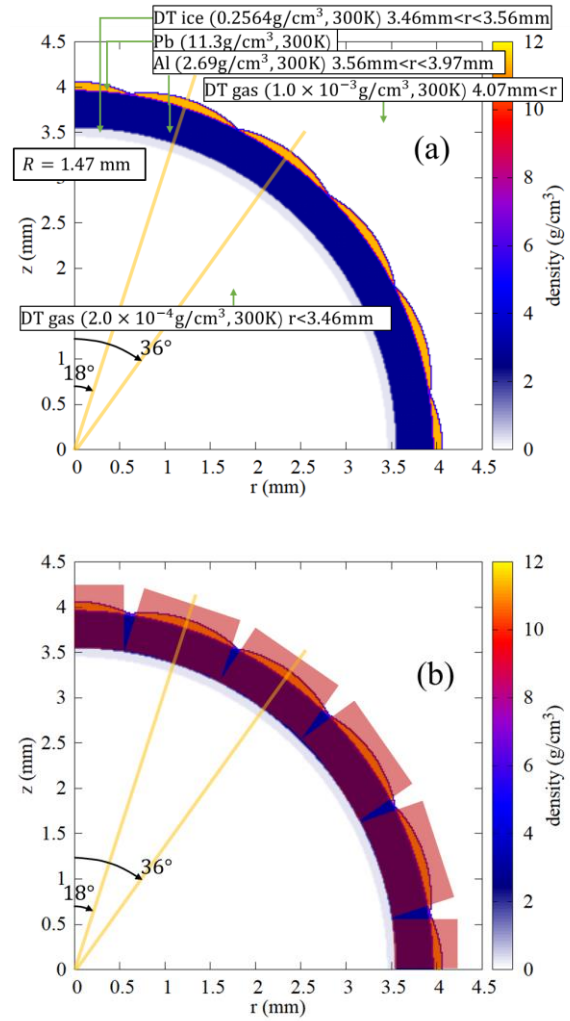 DT ice (0.2564g/cm³, 300K) 3.46mm<r<3.56mm
Pb (11.3g/cm³, 300K)
Al (2.69g/cm³, 300K) 3.56mm<r<3.97mm
DT gas (1.0 × 10⁻³g/cm³, 300K) 4.07mm<r
(a)
R = 1.47 mm
DT gas (2.0 × 10⁻⁴g/cm³, 300K) r<3.46mm
36°
18°
4.5
4
3.5
3
2.5
2
1.5
1
0.5
0
z (mm)
0 0.5 1 1.5 2 2.5 3 3.5 4 4.5
r (mm)
12
10
8
6
4
2
0
density (g/cm³)
(b)
36°
18°
4.5
4
3.5
3
2.5
2
1.5
1
0.5
0
z (mm)
0 0.5 1 1.5 2 2.5 3 3.5 4 4.5
r (mm)
12
10
8
6
4
2
0
density (g/cm³)